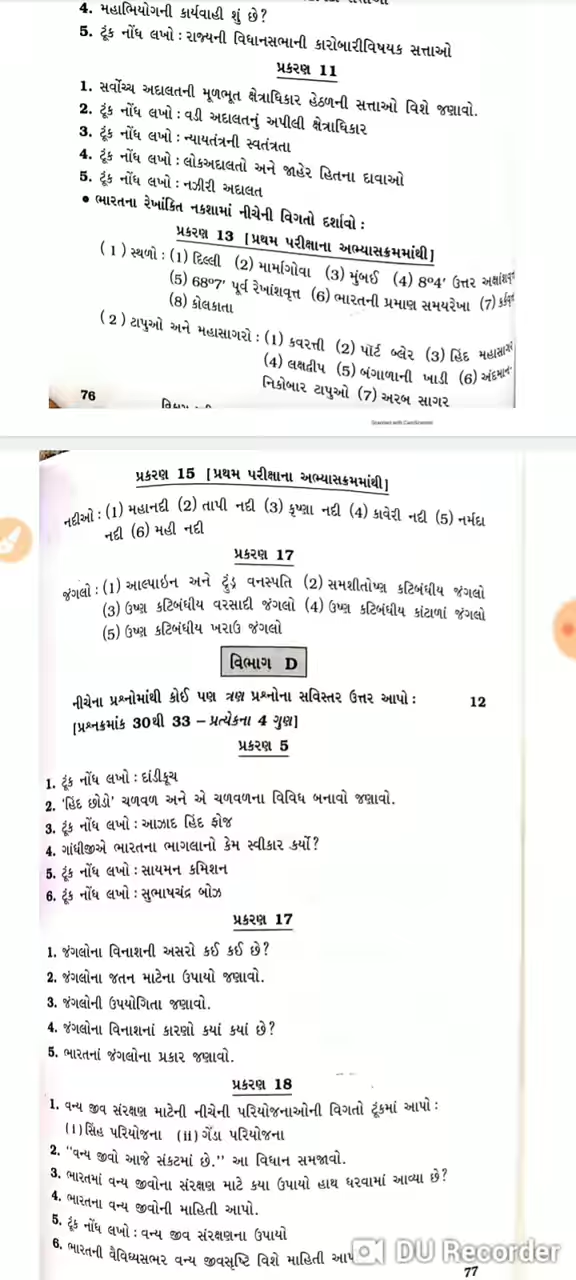 4. મહાભિયોગની કાર્યવાહી શું છે?
5. ટૂંક નોંધ લખો : રાજ્યની વિધાનસભાની કારોબારીવિષયક સત્તાઓ
પ્રકરણ 11
1. સર્વોચ્ચ અદાલતની મૂળભૂત ક્ષેત્રાધિકાર હેઠળની સત્તાઓ વિશે જણાવો.
2. ટૂંક નોંધ લખો : વડી અદાલતનું અપીલી ક્ષેત્રાધિકાર
3. ટૂંક નોંધ લખો : ન્યાયતંત્રની સ્વતંત્રતા
4. ટૂંક નોંધ લખો : લોકઅદાલતો અને જાહેર હિતના દાવાઓ
5. ટૂંક નોંધ લખો : નઝીરી અદાલત
• ભારતના રેખાંકિત નકશામાં નીચેની વિગતો દર્શાવો :
પ્રકરણ 13 [પ્રથમ પરીક્ષાના અભ્યાસક્રમમાંથી]
(1) સ્થળો : (1) દિલ્લી (2) માર્માગોવા (3) મુંબઈ (4) 8°4' ઉત્તર અક્ષાંશવૃત્ત
(5) 68°7' પૂર્વ રેખાંશવૃત્ત (6) ભારતની પ્રમાણ સમયરેખા (7) કર્કવૃત્ત
(8) કોલકાતા
(2) ટાપુઓ અને મહાસાગરો : (1) કવરત્તી (2) પૉર્ટ બ્લેર (3) હિંદ મહાસાગર
(4) લક્ષદ્વીપ (5) બંગાળાની ખાડી (6) અંદમાન-
નિકોબાર ટાપુઓ (7) અરબ સાગર
76
Scanned with CamScanner
પ્રકરણ 15 [પ્રથમ પરીક્ષાના અભ્યાસક્રમમાંથી]
નદીઓ : (1) મહાનદી (2) તાપી નદી (3) કૃષ્ણા નદી (4) કાવેરી નદી (5) નર્મદા
નદી (6) મહી નદી
પ્રકરણ 17
જંગલો : (1) આલ્પાઇન અને ટુંડ્ર વનસ્પતિ (2) સમશીતોષ્ણ કટિબંધીય જંગલો
(3) ઉષ્ણ કટિબંધીય વરસાદી જંગલો (4) ઉષ્ણ કટિબંધીય કાંટાળાં જંગલો
(5) ઉષ્ણ કટિબંધીય ખરાઉ જંગલો
વિભાગ D
નીચેના પ્રશ્નોમાંથી કોઈ પણ ત્રણ પ્રશ્નોના સવિસ્તર ઉત્તર આપો : 12
[પ્રશ્નક્રમાંક 30થી 33 – પ્રત્યેકના 4 ગુણ]
પ્રકરણ 5
1. ટૂંક નોંધ લખો : દાંડીકૂચ
2. 'હિંદ છોડો' ચળવળ અને એ ચળવળના વિવિધ બનાવો જણાવો.
3. ટૂંક નોંધ લખો : આઝાદ હિંદ ફોજ
4. ગાંધીજીએ ભારતના ભાગલાનો કેમ સ્વીકાર કર્યો?
5. ટૂંક નોંધ લખો : સાયમન કમિશન
6. ટૂંક નોંધ લખો : સુભાષચંદ્ર બોઝ
પ્રકરણ 17
1. જંગલોના વિનાશની અસરો કઈ કઈ છે?
2. જંગલોના જતન માટેના ઉપાયો જણાવો.
3. જંગલોની ઉપયોગિતા જણાવો.
4. જંગલોના વિનાશનાં કારણો કયાં કયાં છે?
5. ભારતનાં જંગલોના પ્રકાર જણાવો.
પ્રકરણ 18
1. વન્ય જીવ સંરક્ષણ માટેની નીચેની પરિયોજનાઓની વિગતો ટૂંકમાં આપો :
(i) સિંહ પરિયોજના (ii) ગેંડા પરિયોજના
2. "વન્ય જીવો આજે સંકટમાં છે." આ વિધાન સમજાવો.
3. ભારતમાં વન્ય જીવોના સંરક્ષણ માટે કયા ઉપાયો હાથ ધરવામાં આવ્યા છે?
4. ભારતના વન્ય જીવોની માહિતી આપો.
5. ટૂંક નોંધ લખો : વન્ય જીવ સંરક્ષણના ઉપાયો
6. ભારતની વૈવિધ્યસભર વન્ય જીવસૃષ્ટિ વિશે માહિતી
DU Recorder
77